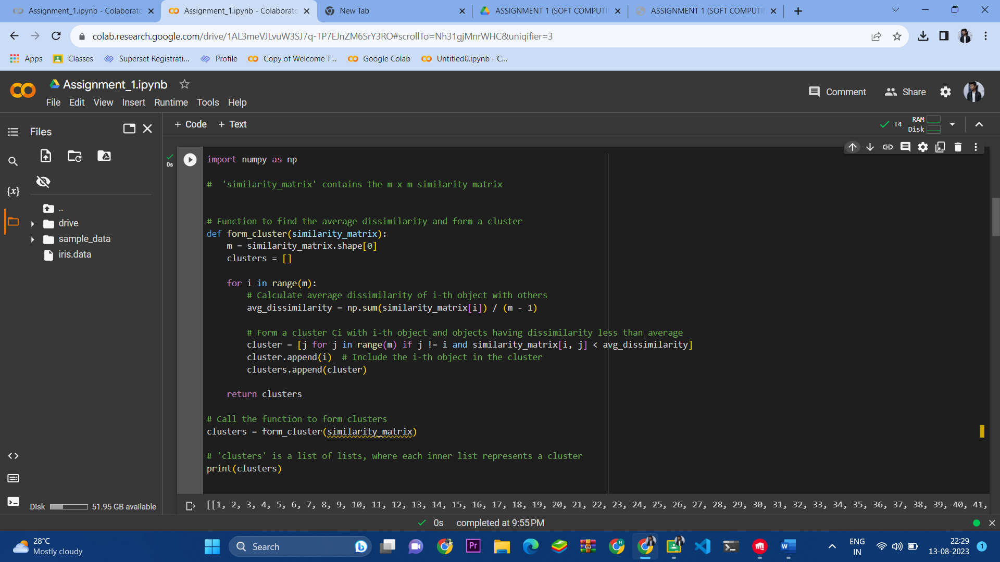 Assignment_1.ipynb - Colaborato
Assignment_1.ipynb - Colaborato
New Tab
ASSIGNMENT 1 (SOFT COMPUTI
ASSIGNMENT 1 (SOFT COMPUTI
colab.research.google.com/drive/1AL3meVJLvuW3SJ7q-TP7EJnZM6SrY3RO#scrollTo=Nh31gjMnrWHC&uniqifier=3
Apps
Classes
Superset Registrati...
Profile
Copy of Welcome T...
Google Colab
Untitled0.ipynb - C...
Assignment_1.ipynb
File Edit View Insert Runtime Tools Help
Comment
Share
Files
+ Code + Text
T4
RAM
Disk
{x}
..
drive
sample_data
iris.data
0s
import numpy as np
#  'similarity_matrix' contains the m x m similarity matrix
# Function to find the average dissimilarity and form a cluster
def form_cluster(similarity_matrix):
    m = similarity_matrix.shape[0]
    clusters = []
    for i in range(m):
        # Calculate average dissimilarity of i-th object with others
        avg_dissimilarity = np.sum(similarity_matrix[i]) / (m - 1)
        # Form a cluster Ci with i-th object and objects having dissimilarity less than average
        cluster = [j for j in range(m) if j != i and similarity_matrix[i, j] < avg_dissimilarity]
        cluster.append(i)  # Include the i-th object in the cluster
        clusters.append(cluster)
    return clusters
# Call the function to form clusters
clusters = form_cluster(similarity_matrix)
# 'clusters' is a list of lists, where each inner list represents a cluster
print(clusters)
[[1, 2, 3, 4, 5, 6, 7, 8, 9, 10, 11, 12, 13, 14, 15, 16, 17, 18, 19, 20, 21, 22, 23, 24, 25, 26, 27, 28, 29, 30, 31, 32, 33, 34, 35, 36, 37, 38, 39, 40, 41,
Disk 51.95 GB available
0s completed at 9:55 PM
28°C
Mostly cloudy
Search
Pr
H
W
ENG
IN
22:29
13-08-2023
1